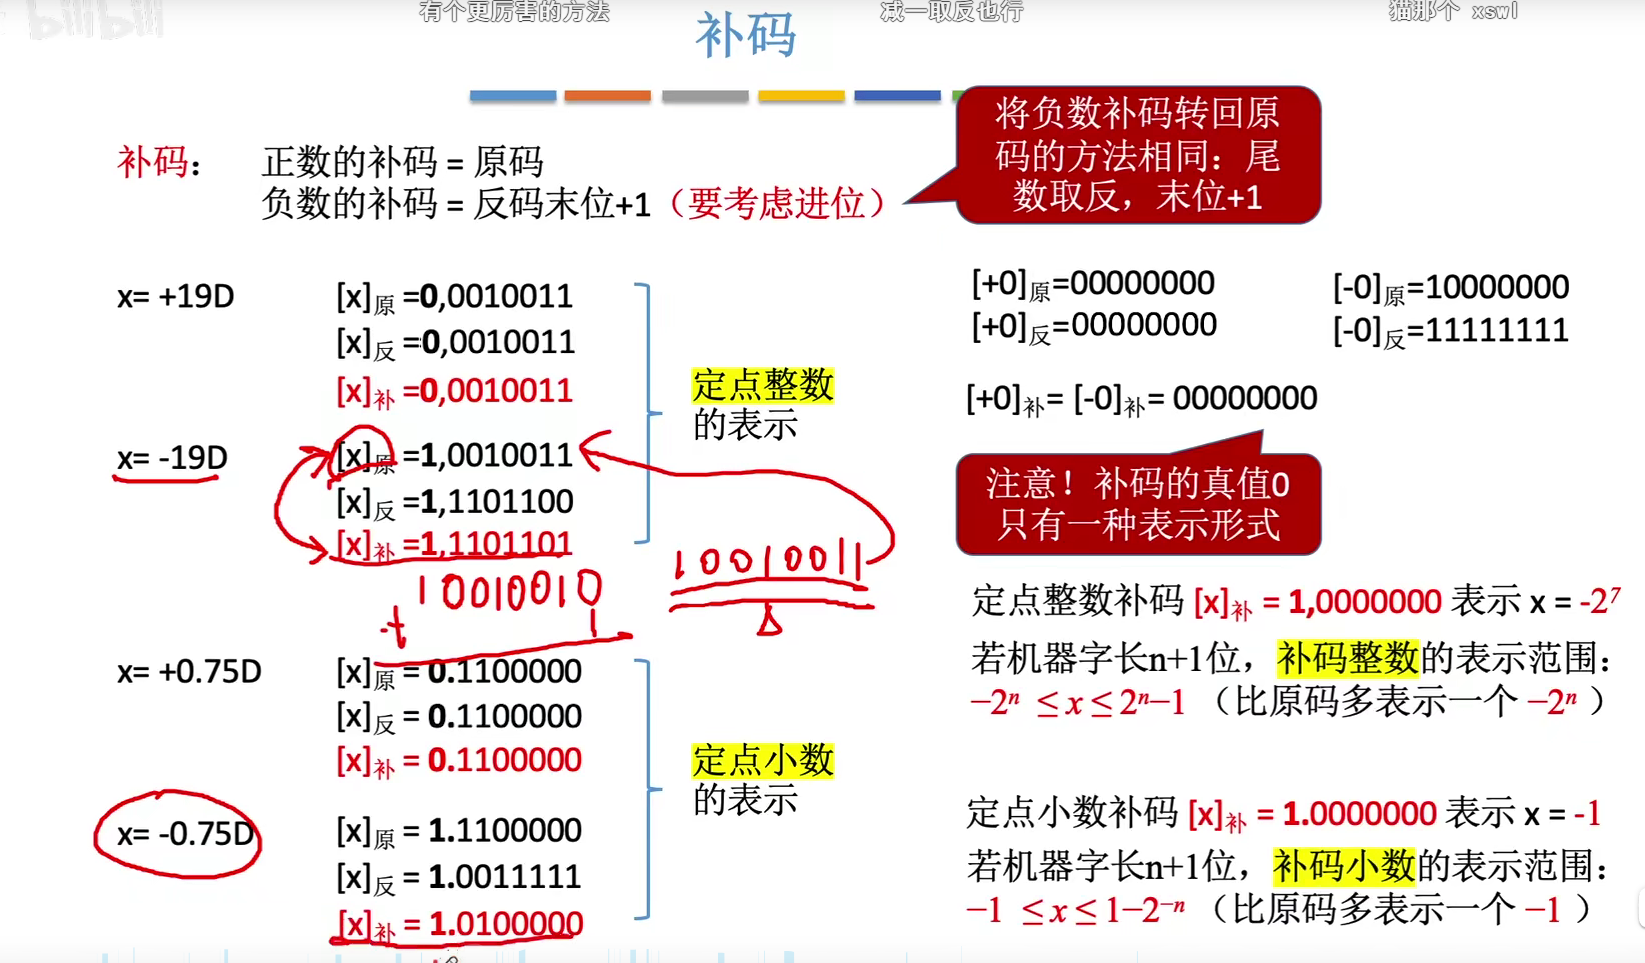 bilibili
有个更厉害的方法
减一取反也行
猫那个 xswl
补码
将负数补码转回原
码的方法相同：尾
数取反，末位+1
补码： 正数的补码 = 原码
负数的补码 = 反码末位+1（要考虑进位）
x= +19D
[x]原 =0,0010011
[x]反 =0,0010011
[x]补 =0,0010011
x= -19D
[x]原 =1,0010011
[x]反 =1,1101100
[x]补 =1,1101101
10010010
+ 1
10010011
定点整数
的表示
x= +0.75D
[x]原 = 0.1100000
[x]反 = 0.1100000
[x]补 = 0.1100000
x= -0.75D
[x]原 = 1.1100000
[x]反 = 1.0011111
[x]补 = 1.0100000
定点小数
的表示
[+0]原=00000000
[+0]反=00000000
[-0]原=10000000
[-0]反=11111111
[+0]补= [-0]补= 00000000
注意！补码的真值0
只有一种表示形式
定点整数补码 [x]补 = 1,0000000 表示 x = -2⁷
若机器字长n+1位，补码整数的表示范围：
−2ⁿ ≤ x ≤ 2ⁿ−1 （比原码多表示一个 −2ⁿ ）
定点小数补码 [x]补 = 1.0000000 表示 x = -1
若机器字长n+1位，补码小数的表示范围：
−1 ≤ x ≤ 1−2⁻ⁿ （比原码多表示一个 −1 ）